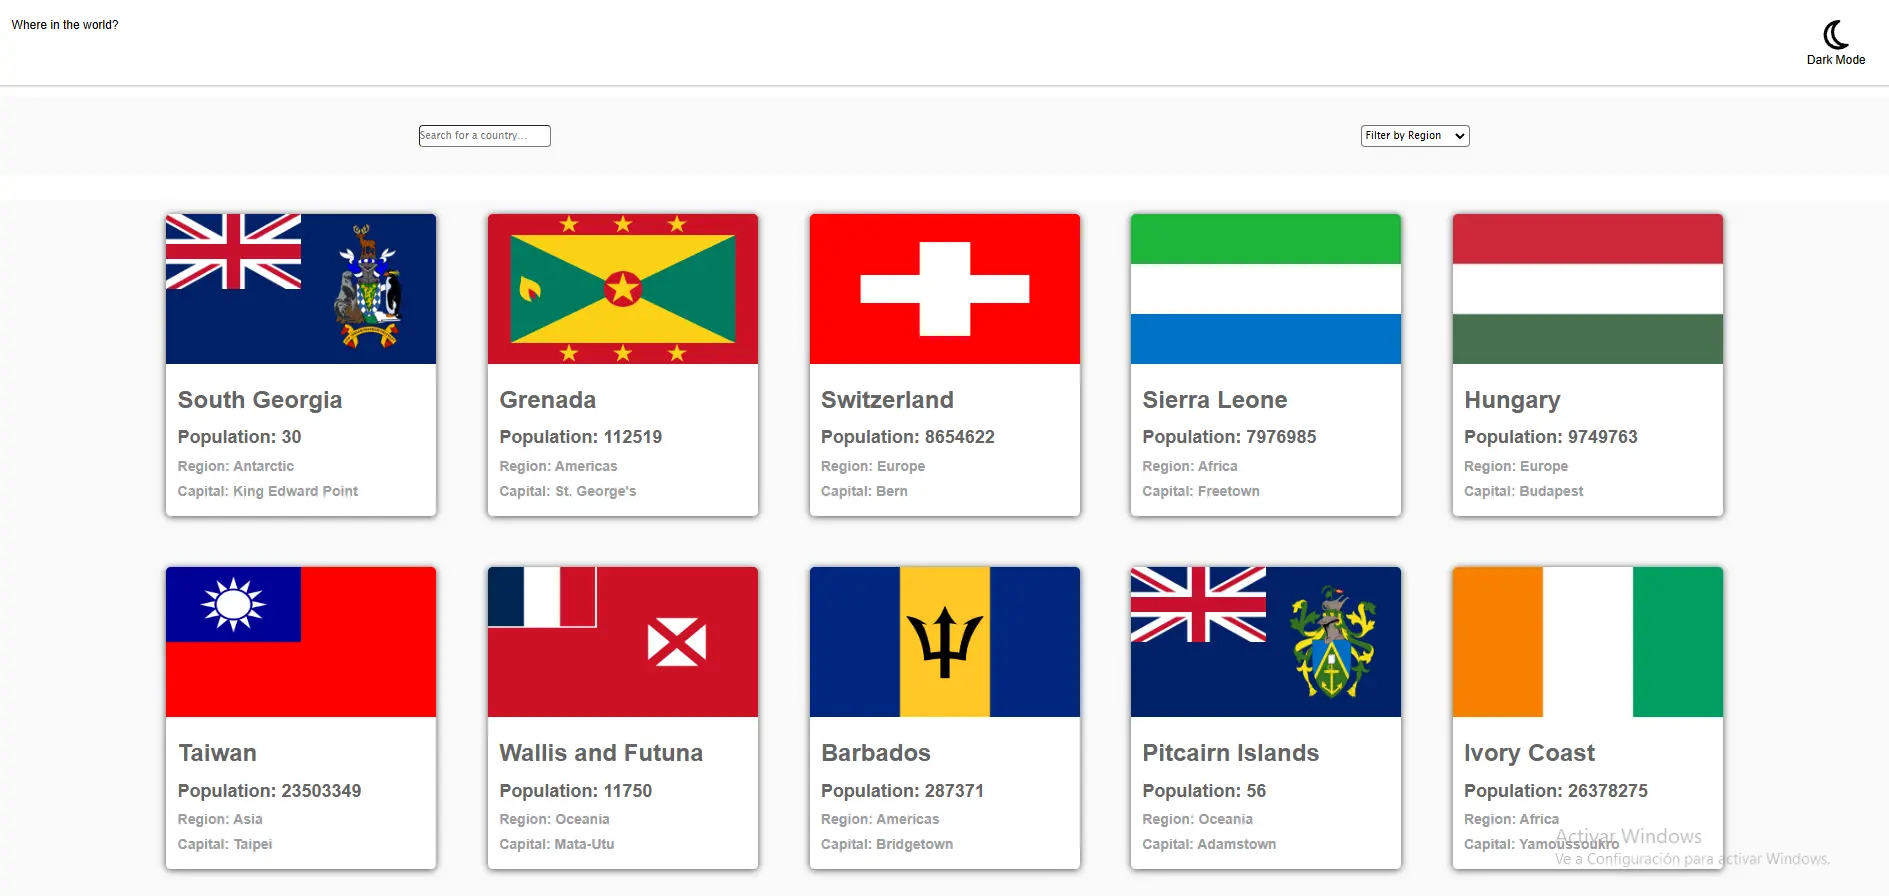 Where in the world?
Dark Mode
Search for a country...
Filter by Region
South Georgia
Population: 30
Region: Antarctic
Capital: King Edward Point
Grenada
Population: 112519
Region: Americas
Capital: St. George's
Switzerland
Population: 8654622
Region: Europe
Capital: Bern
Sierra Leone
Population: 7976985
Region: Africa
Capital: Freetown
Hungary
Population: 9749763
Region: Europe
Capital: Budapest
Taiwan
Population: 23503349
Region: Asia
Capital: Taipei
Wallis and Futuna
Population: 11750
Region: Oceania
Capital: Mata-Utu
Barbados
Population: 287371
Region: Americas
Capital: Bridgetown
Pitcairn Islands
Population: 56
Region: Oceania
Capital: Adamstown
Ivory Coast
Population: 26378275
Region: Africa
Capital: Yamoussoukro
Activar Windows
Ve a Configuración para activar Windows.